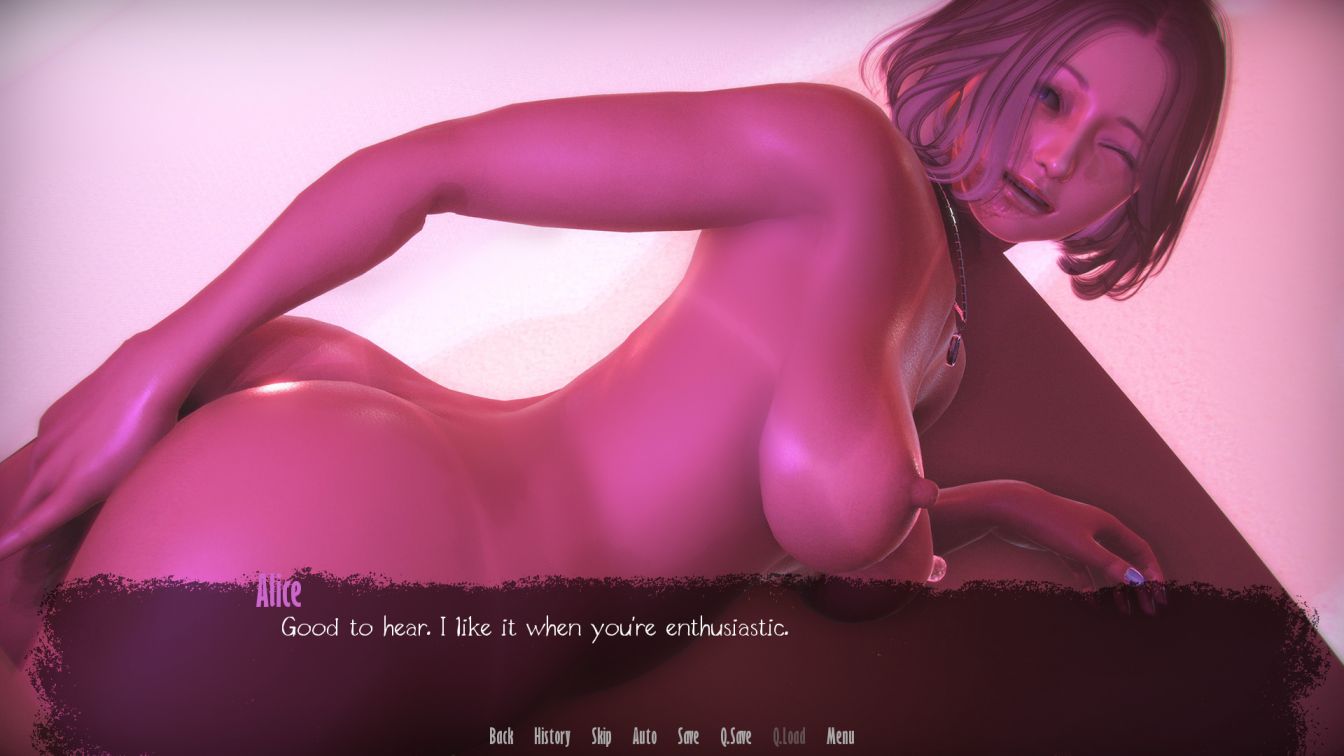 Alice
Good to hear. I like it when you're enthusiastic.
Back History Skip Auto Save Q.Save Q.Load Menu